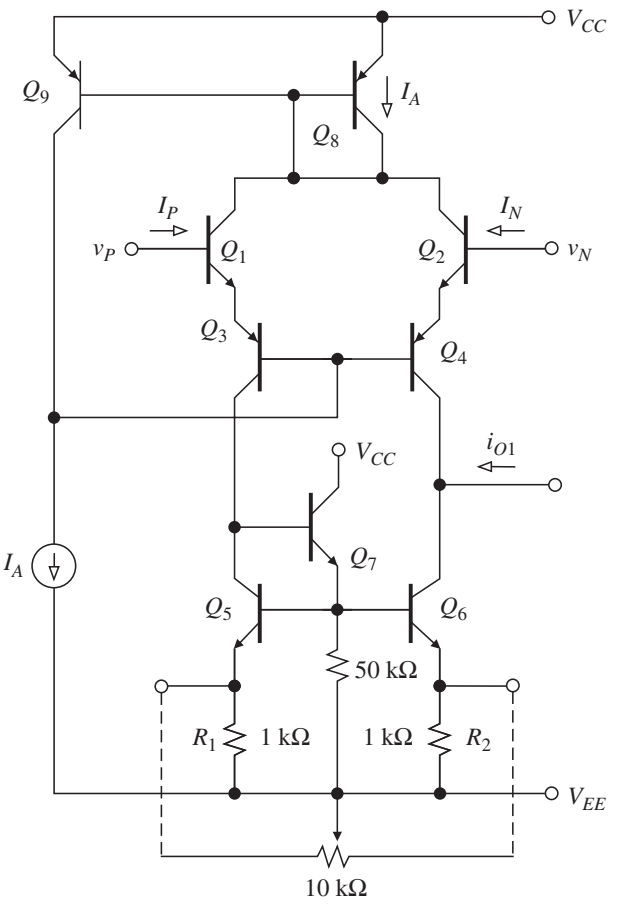 V_CC
Q_9
I_A
Q_8
I_P
I_N
v_P
Q_1
Q_2
v_N
Q_3
Q_4
V_CC
i_O1
I_A
Q_7
Q_5
Q_6
50 kΩ
R_1
1 kΩ
1 kΩ
R_2
V_EE
10 kΩ